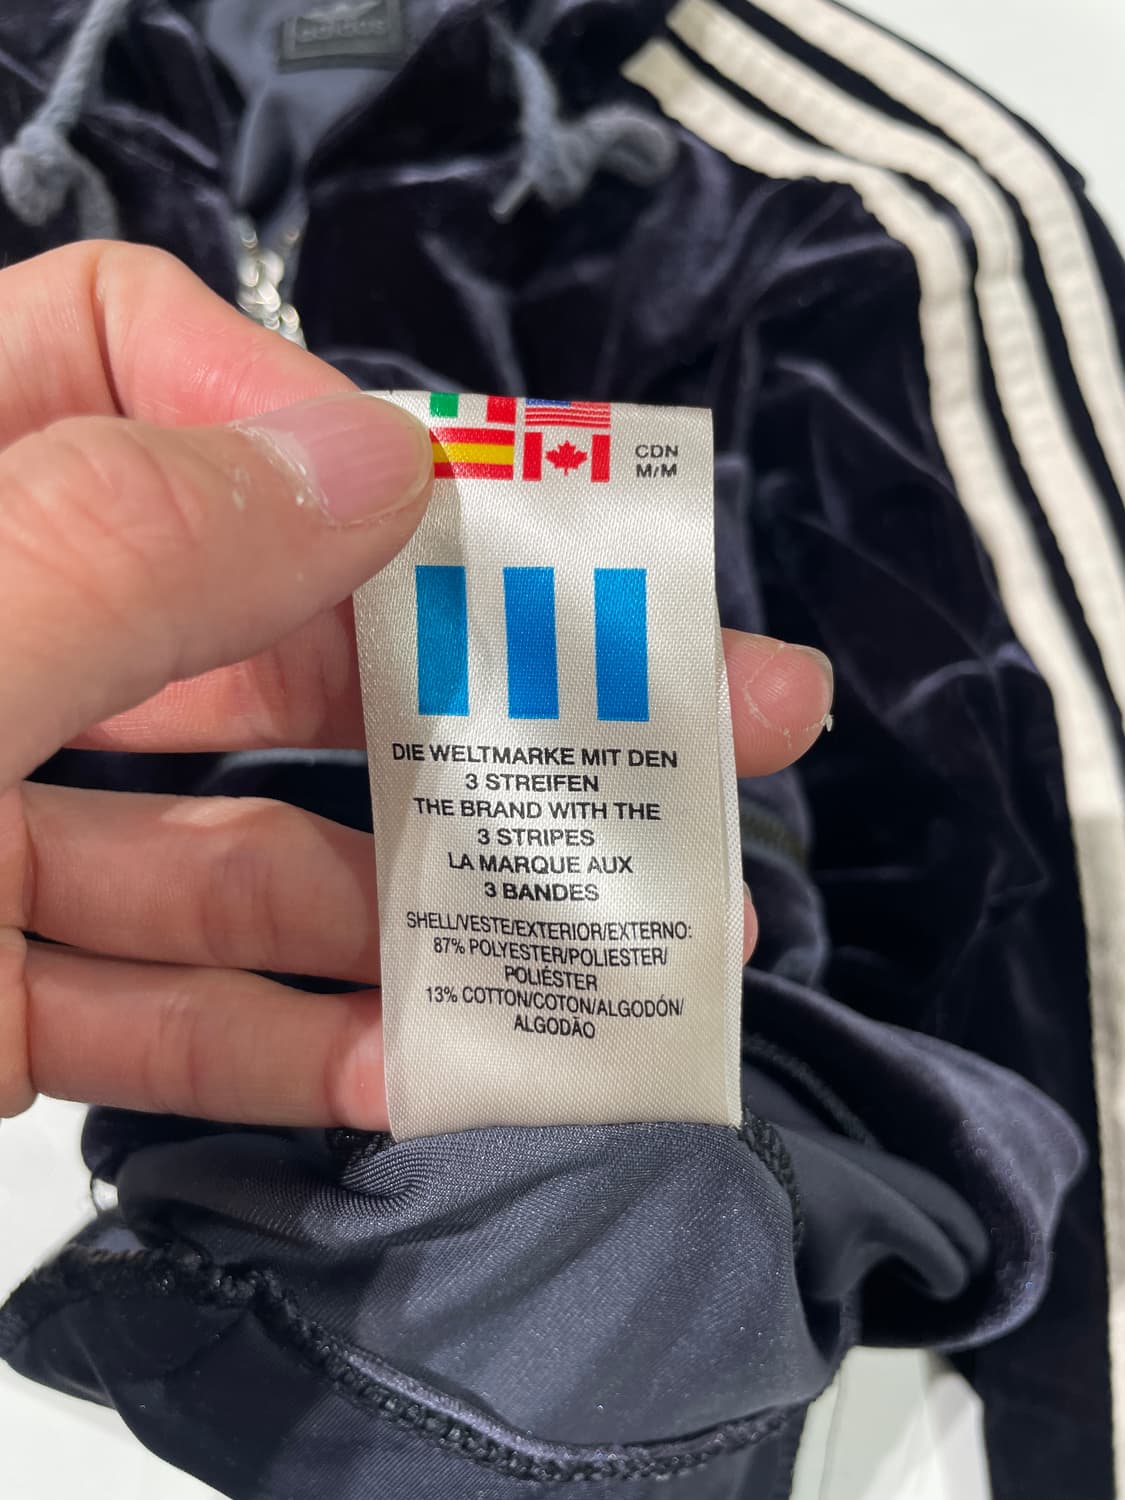 adidas
CDN
M/M
DIE WELTMARKE MIT DEN
3 STREIFEN
THE BRAND WITH THE
3 STRIPES
LA MARQUE AUX
3 BANDES
SHELL/VESTE/EXTERIOR/EXTERNO:
87% POLYESTER/POLIESTER/
POLIÉSTER
13% COTTON/COTON/ALGODÓN/
ALGODÃO